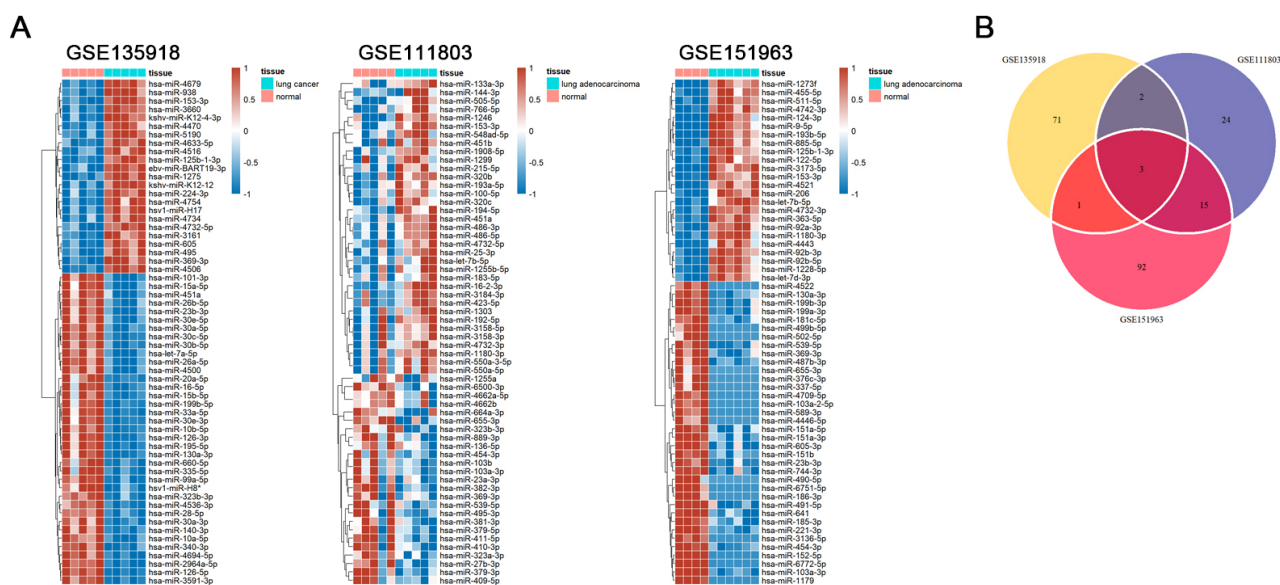 A
GSE135918
tissue
hsa-miR-4679
hsa-miR-938
hsa-miR-153-3p
hsa-miR-3660
kshv-miR-K12-4-3p
hsa-miR-4470
hsa-miR-5190
hsa-miR-4633-5p
hsa-miR-4516
hsa-miR-125b-1-3p
ebv-miR-BART19-3p
hsa-miR-1275
kshv-miR-K12-12
hsa-miR-224-3p
hsa-miR-4754
hsv1-miR-H17
hsa-miR-4734
hsa-miR-4732-5p
hsa-miR-3161
hsa-miR-605
hsa-miR-495
hsa-miR-369-3p
hsa-miR-4506
hsa-miR-101-3p
hsa-miR-15a-5p
hsa-miR-451a
hsa-miR-26b-5p
hsa-miR-23b-3p
hsa-miR-30e-5p
hsa-miR-30a-5p
hsa-miR-30c-5p
hsa-miR-30b-5p
hsa-let-7a-5p
hsa-miR-26a-5p
hsa-miR-4500
hsa-miR-20a-5p
hsa-miR-16-5p
hsa-miR-15b-5p
hsa-miR-199b-5p
hsa-miR-33a-5p
hsa-miR-30e-3p
hsa-miR-10b-5p
hsa-miR-126-3p
hsa-miR-195-5p
hsa-miR-130a-3p
hsa-miR-660-5p
hsa-miR-335-5p
hsa-miR-99a-5p
hsv1-miR-H8*
hsa-miR-323b-3p
hsa-miR-4536-3p
hsa-miR-28-5p
hsa-miR-30a-3p
hsa-miR-140-3p
hsa-miR-10a-5p
hsa-miR-340-3p
hsa-miR-4694-5p
hsa-miR-2964a-5p
hsa-miR-126-5p
hsa-miR-3591-3p
1
0.5
0
-0.5
-1
tissue
lung cancer
normal
GSE111803
tissue
hsa-miR-133a-3p
hsa-miR-144-3p
hsa-miR-505-5p
hsa-miR-766-5p
hsa-miR-1246
hsa-miR-153-3p
hsa-miR-548ad-5p
hsa-miR-451b
hsa-miR-1908-5p
hsa-miR-1299
hsa-miR-215-5p
hsa-miR-320b
hsa-miR-193a-5p
hsa-miR-100-5p
hsa-miR-320c
hsa-miR-194-5p
hsa-miR-451a
hsa-miR-486-3p
hsa-miR-486-5p
hsa-miR-4732-5p
hsa-miR-25-3p
hsa-let-7b-5p
hsa-miR-1255b-5p
hsa-miR-183-5p
hsa-miR-16-2-3p
hsa-miR-3184-3p
hsa-miR-423-5p
hsa-miR-1303
hsa-miR-192-5p
hsa-miR-3158-5p
hsa-miR-3158-3p
hsa-miR-4732-3p
hsa-miR-1180-3p
hsa-miR-550a-3-5p
hsa-miR-550a-5p
hsa-miR-1255a
hsa-miR-6500-3p
hsa-miR-4662a-5p
hsa-miR-4662b
hsa-miR-664a-3p
hsa-miR-655-3p
hsa-miR-323b-3p
hsa-miR-889-3p
hsa-miR-136-5p
hsa-miR-454-3p
hsa-miR-103b
hsa-miR-103a-3p
hsa-miR-23a-3p
hsa-miR-382-3p
hsa-miR-369-3p
hsa-miR-539-5p
hsa-miR-495-3p
hsa-miR-381-3p
hsa-miR-379-5p
hsa-miR-411-5p
hsa-miR-410-3p
hsa-miR-323a-3p
hsa-miR-27b-3p
hsa-miR-379-3p
hsa-miR-409-5p
1
0.5
0
-0.5
-1
tissue
lung adenocarcinoma
normal
GSE151963
tissue
hsa-miR-1273f
hsa-miR-455-5p
hsa-miR-511-5p
hsa-miR-4742-3p
hsa-miR-124-3p
hsa-miR-9-5p
hsa-miR-193b-5p
hsa-miR-885-5p
hsa-miR-125b-1-3p
hsa-miR-122-5p
hsa-miR-3173-5p
hsa-miR-153-3p
hsa-miR-4521
hsa-miR-206
hsa-let-7b-5p
hsa-miR-4732-3p
hsa-miR-363-5p
hsa-miR-92a-3p
hsa-miR-1180-3p
hsa-miR-4443
hsa-miR-92b-3p
hsa-miR-92b-5p
hsa-miR-1228-5p
hsa-let-7d-3p
hsa-miR-4522
hsa-miR-130a-3p
hsa-miR-199b-3p
hsa-miR-199a-3p
hsa-miR-181c-5p
hsa-miR-499b-5p
hsa-miR-502-5p
hsa-miR-539-5p
hsa-miR-369-3p
hsa-miR-487b-3p
hsa-miR-655-3p
hsa-miR-376c-3p
hsa-miR-337-5p
hsa-miR-4709-5p
hsa-miR-103a-2-5p
hsa-miR-589-3p
hsa-miR-4446-5p
hsa-miR-151a-5p
hsa-miR-151a-3p
hsa-miR-605-3p
hsa-miR-151b
hsa-miR-23b-3p
hsa-miR-744-3p
hsa-miR-490-5p
hsa-miR-6751-5p
hsa-miR-186-3p
hsa-miR-491-5p
hsa-miR-641
hsa-miR-185-3p
hsa-miR-221-3p
hsa-miR-3136-5p
hsa-miR-454-3p
hsa-miR-152-5p
hsa-miR-6772-5p
hsa-miR-103a-3p
hsa-miR-1179
1
0.5
0
-0.5
-1
tissue
lung adenocarcinoma
normal
B
GSE135918
GSE111803
2
71
24
3
1
15
92
GSE151963